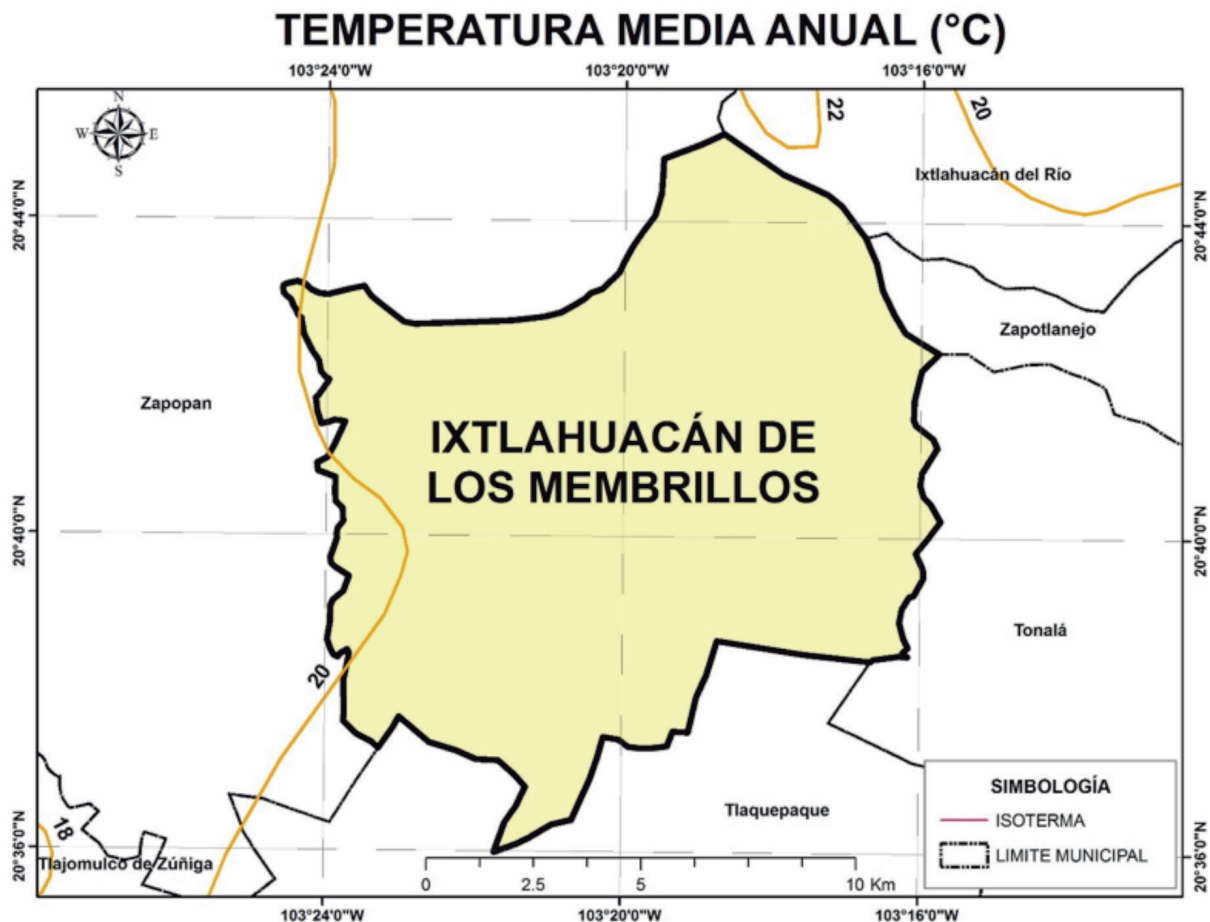 TEMPERATURA MEDIA ANUAL (°C)
103°24'0"W
103°20'0"W
103°16'0"W
N
W
E
S
22
20
Ixtlahuacán del Río
20°44'0"N
20°44'0"N
Zapotlanejo
Zapopan
IXTLAHUACÁN DE
LOS MEMBRILLOS
20°40'0"N
20°40'0"N
Tonalá
20
SIMBOLOGÍA
ISOTERMA
LIMITE MUNICIPAL
Tlaquepaque
18
Tlajomulco de Zúñiga
20°36'0"N
20°36'0"N
0 2.5 5 10 Km
103°24'0"W
103°20'0"W
103°16'0"W